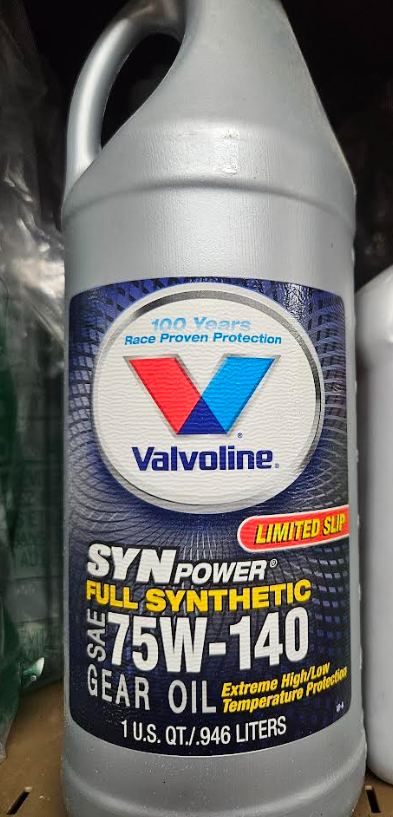 100 Years
Race Proven Protection
Valvoline®
LIMITED SLIP
SYNPOWER®
FULL SYNTHETIC
SAE 75W-140
GEAR OIL
Extreme High/Low
Temperature Protection
1 U.S. QT./.946 LITERS